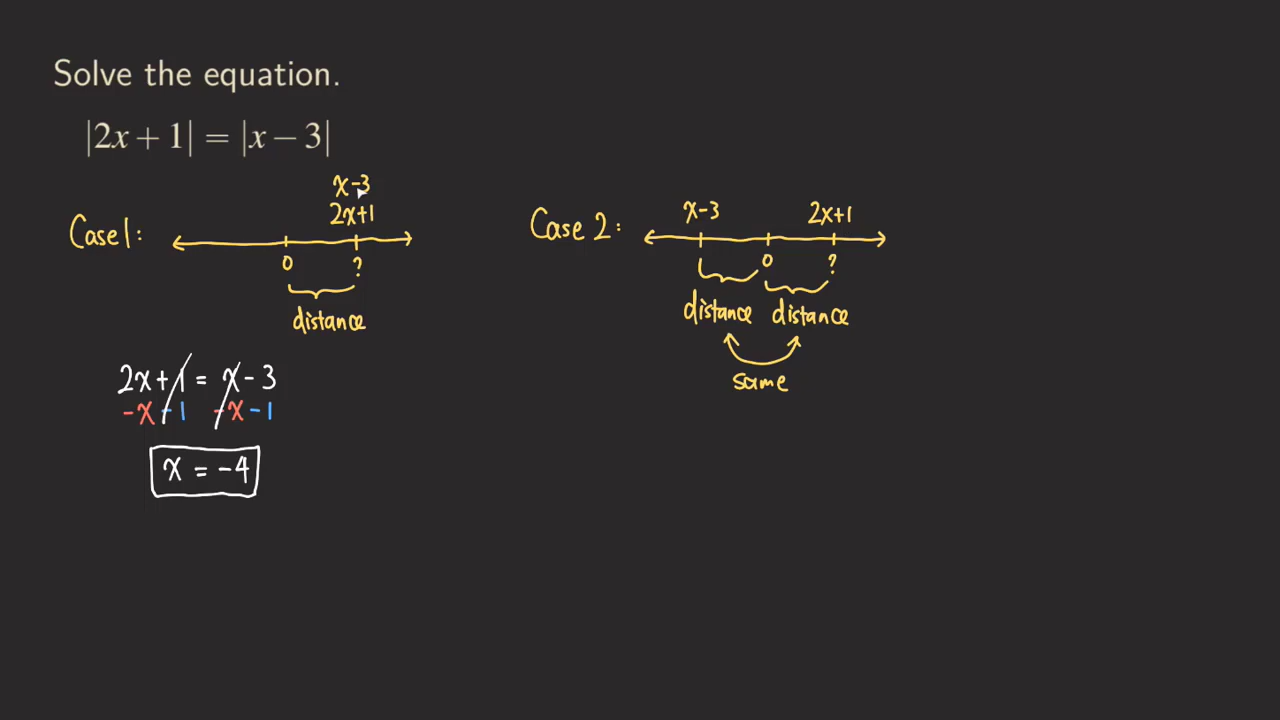 Solve the equation.
|2x + 1| = |x − 3|
Case 1:
x-3
2x+1
0 ?
distance
2x+1 = x-3
-x -1 -x -1
x = -4
Case 2:
x-3 2x+1
0 ?
distance distance
same